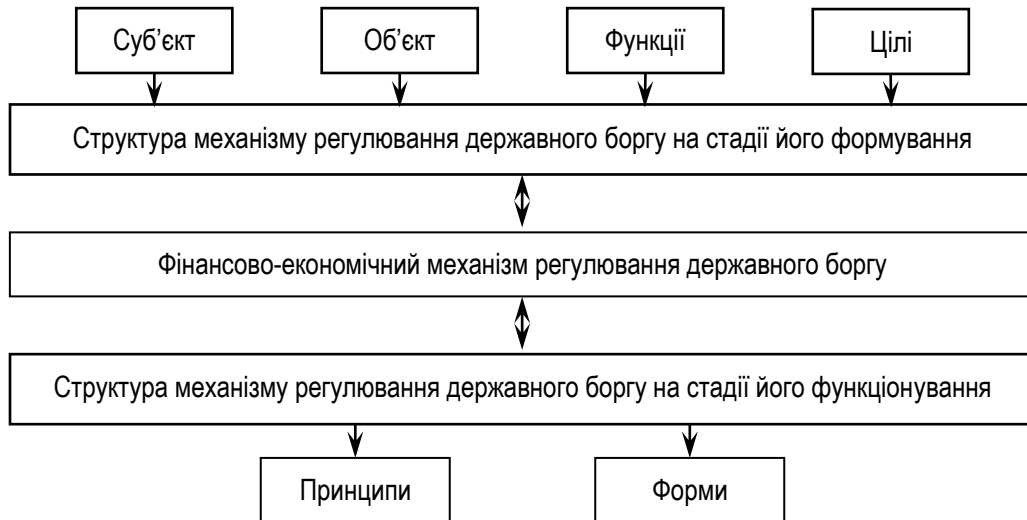 Суб’єкт
Об’єкт
Функції
Цілі
Структура механізму регулювання державного боргу на стадії його формування
Фінансово-економічний механізм регулювання державного боргу
Структура механізму регулювання державного боргу на стадії його функціонування
Принципи
Форми